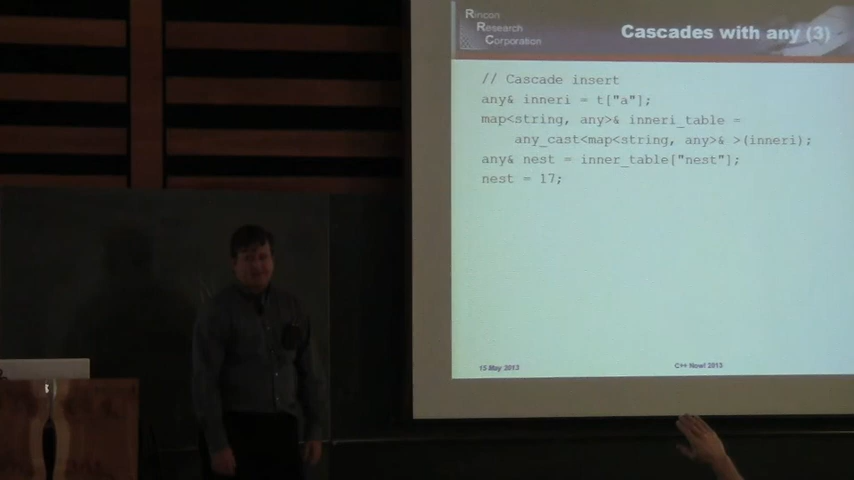 Rincon
Research
Corporation
Cascades with any (3)
// Cascade insert
any& inneri = t["a"];
map<string, any>& inneri_table =
any_cast<map<string, any>& >(inneri);
any& nest = inner_table["nest"];
nest = 17;
15 May 2013
C++ Now! 2013